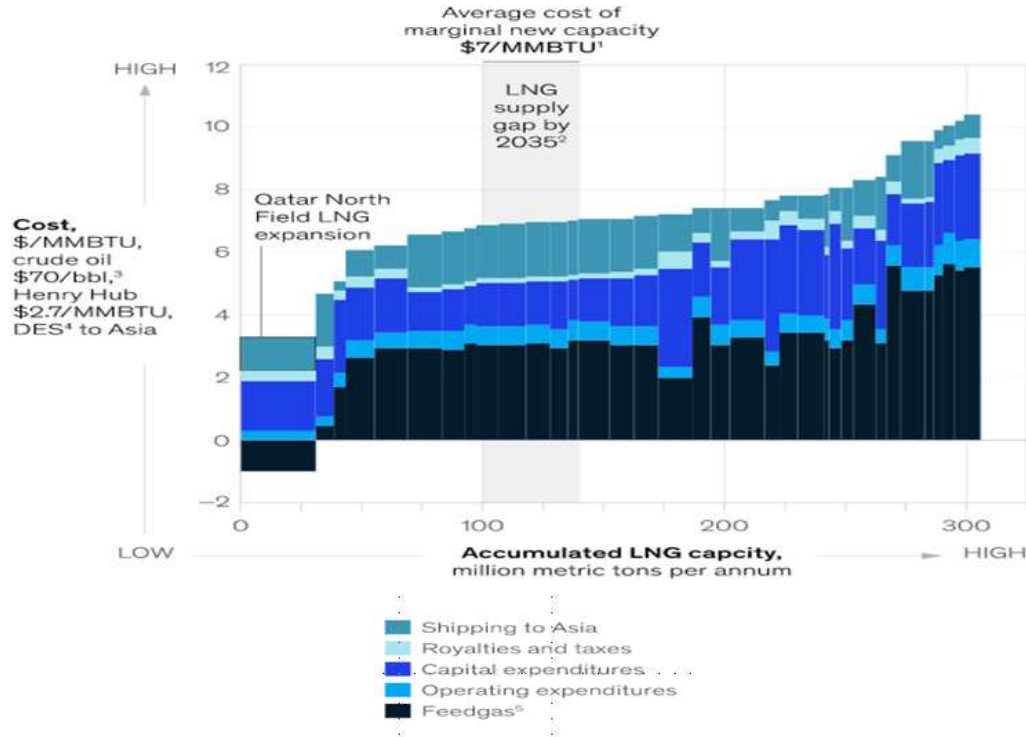 Average cost of
marginal new capacity
$7/MMBTU¹
HIGH
12
10
8
6
4
2
0
−2
LNG
supply
gap by
2035²
Qatar North
Field LNG
expansion
Cost,
$/MMBTU,
crude oil
$70/bbl,³
Henry Hub
$2.7/MMBTU,
DES⁴ to Asia
0 100 200 300
LOW
Accumulated LNG capcity,
million metric tons per annum
HIGH
Shipping to Asia
Royalties and taxes
Capital expenditures
Operating expenditures
Feedgas⁵